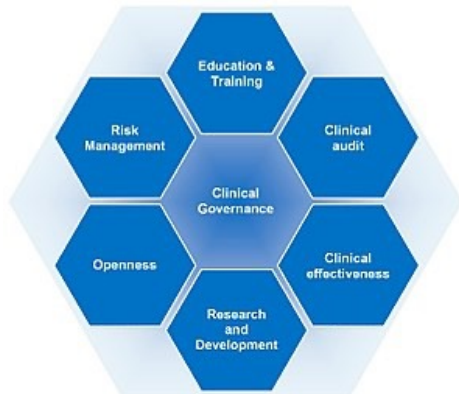 Education &
Training
Risk
Management
Clinical
audit
Clinical
Governance
Openness
Clinical
effectiveness
Research
and
Development